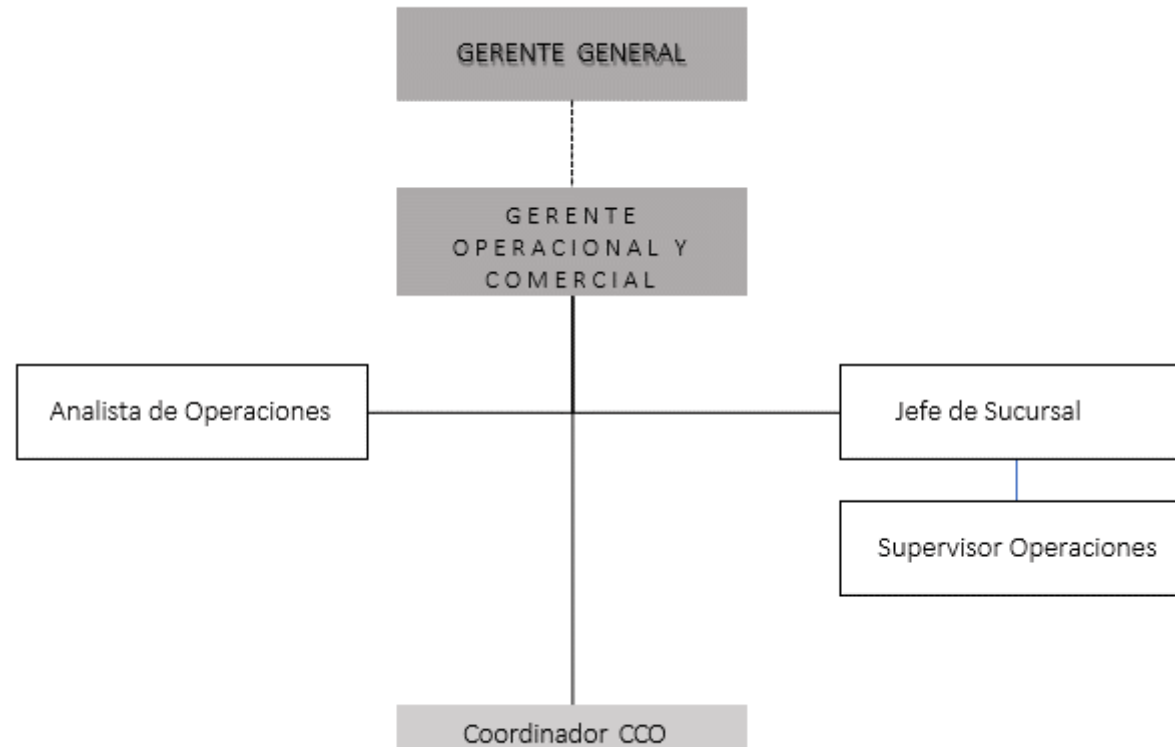 GERENTE GENERAL
GERENTE
OPERACIONAL Y
COMERCIAL
Analista de Operaciones
Jefe de Sucursal
Supervisor Operaciones
Coordinador CCO